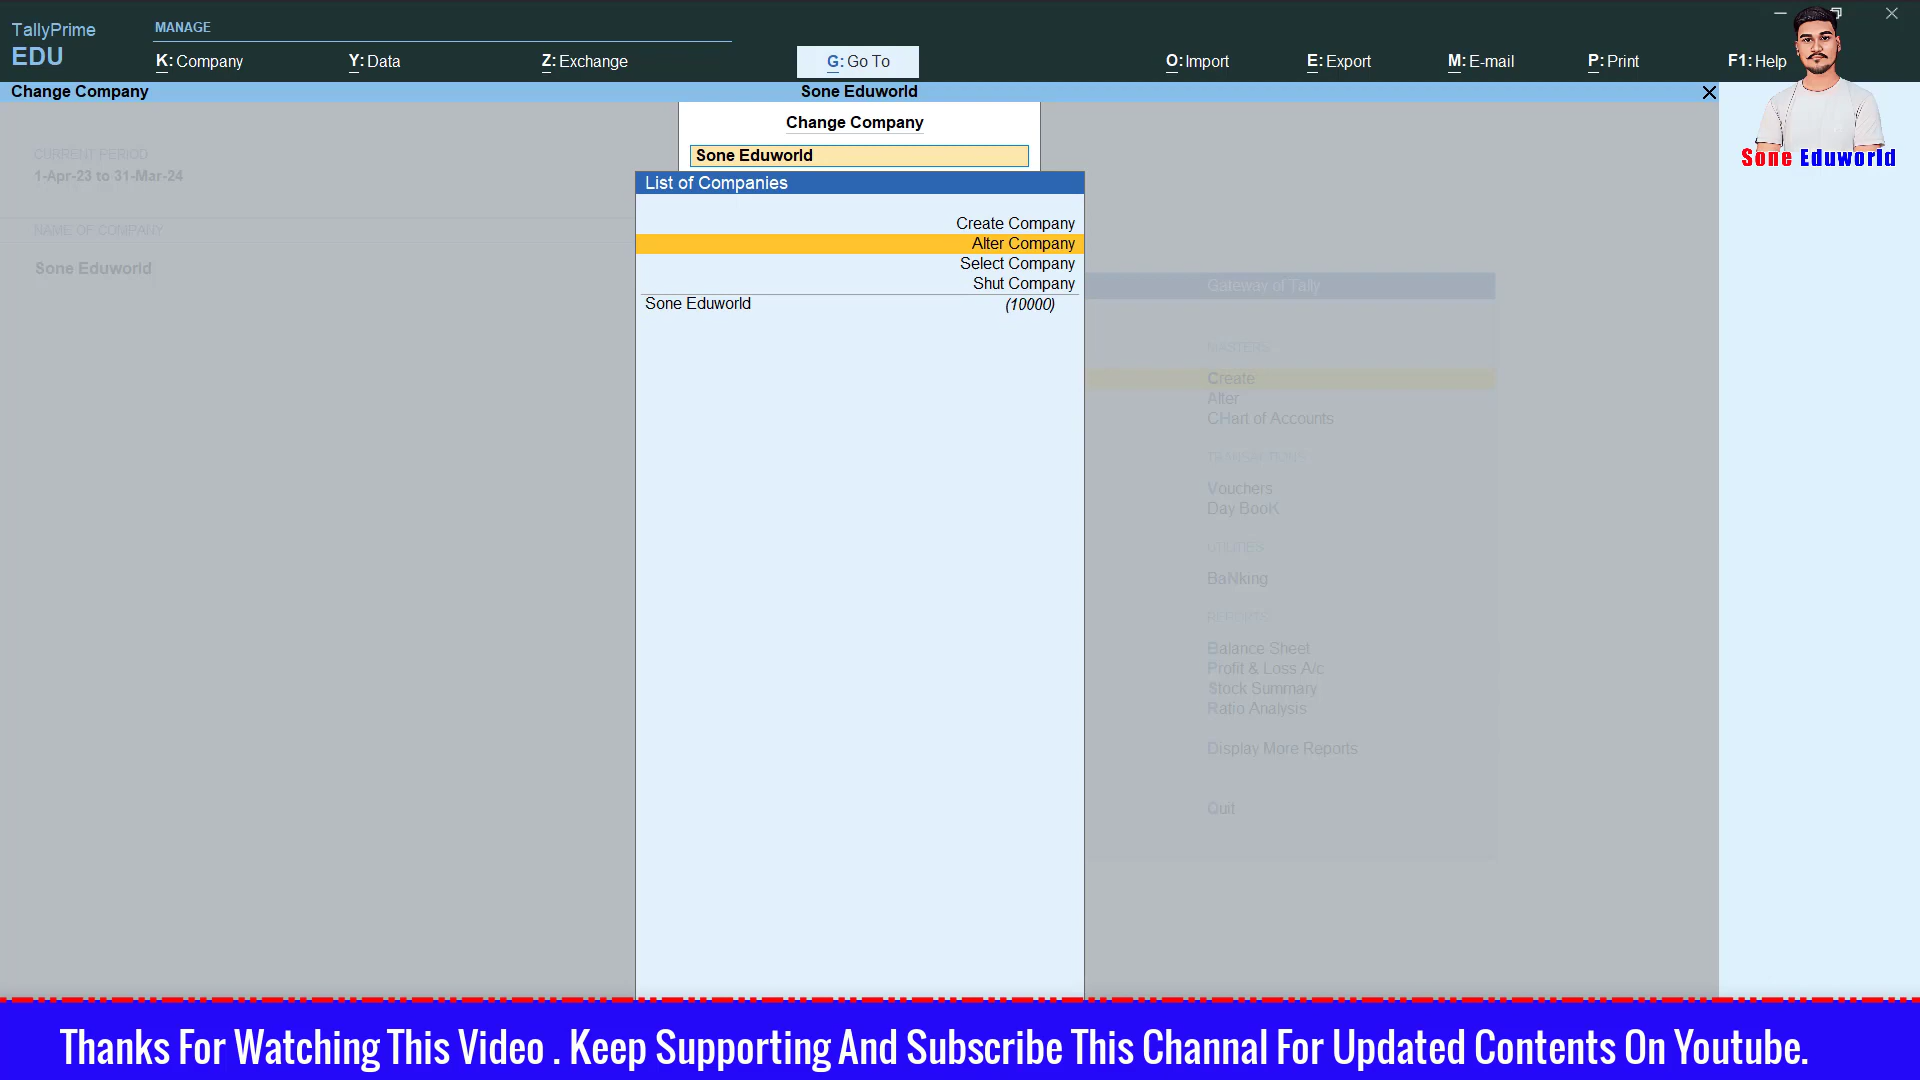 TallyPrime
EDU
MANAGE
K: Company
Y: Data
Z: Exchange
G: Go To
O: Import
E: Export
M: E-mail
P: Print
F1: Help
Change Company
Sone Eduworld
Sone Eduworld
Change Company
Sone Eduworld
List of Companies
Create Company
Alter Company
Select Company
Shut Company
Sone Eduworld (10000)
CURRENT PERIOD
1-Apr-23 to 31-Mar-24
NAME OF COMPANY
Sone Eduworld
Gateway of Tally
MASTERS
Create
Alter
CHart of Accounts
TRANSACTIONS
Vouchers
Day BooK
UTILITIES
BaNking
REPORTS
Balance Sheet
Profit & Loss A/c
Stock Summary
Ratio Analysis
Display More Reports
Quit
Thanks For Watching This Video . Keep Supporting And Subscribe This Channal For Updated Contents On Youtube.